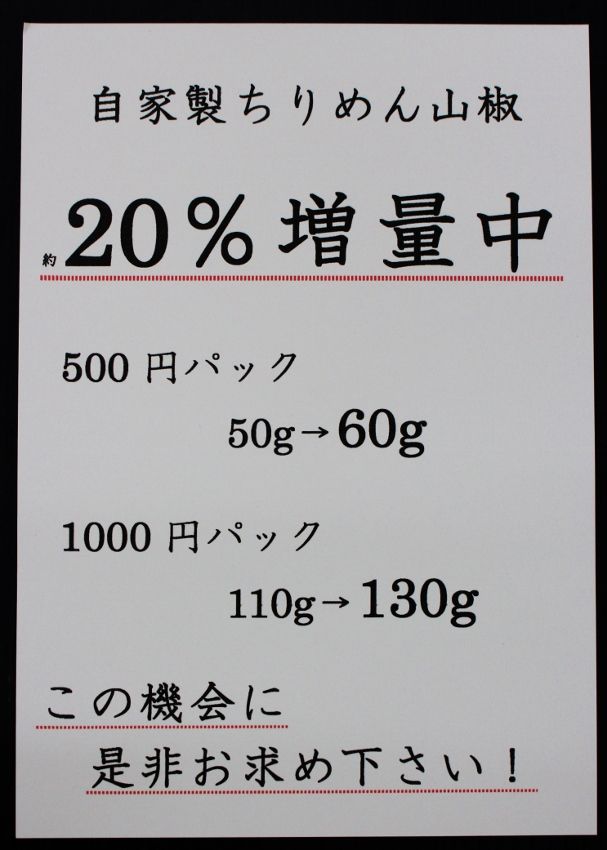 自家製ちりめん山椒
約20%増量中
500円パック
50g→60g
1000円パック
110g→130g
この機会に
是非お求め下さい！